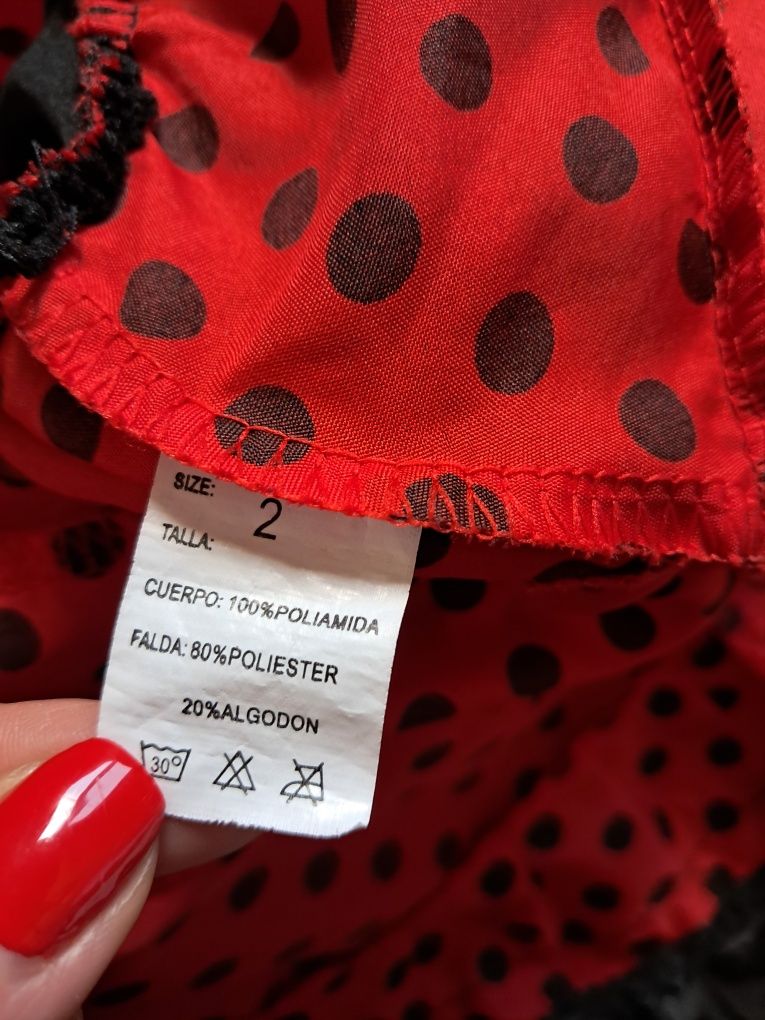 SIZE:
2
TALLA:
CUERPO: 100%POLIAMIDA
FALDA: 80%POLIESTER
20%ALGODON
30°